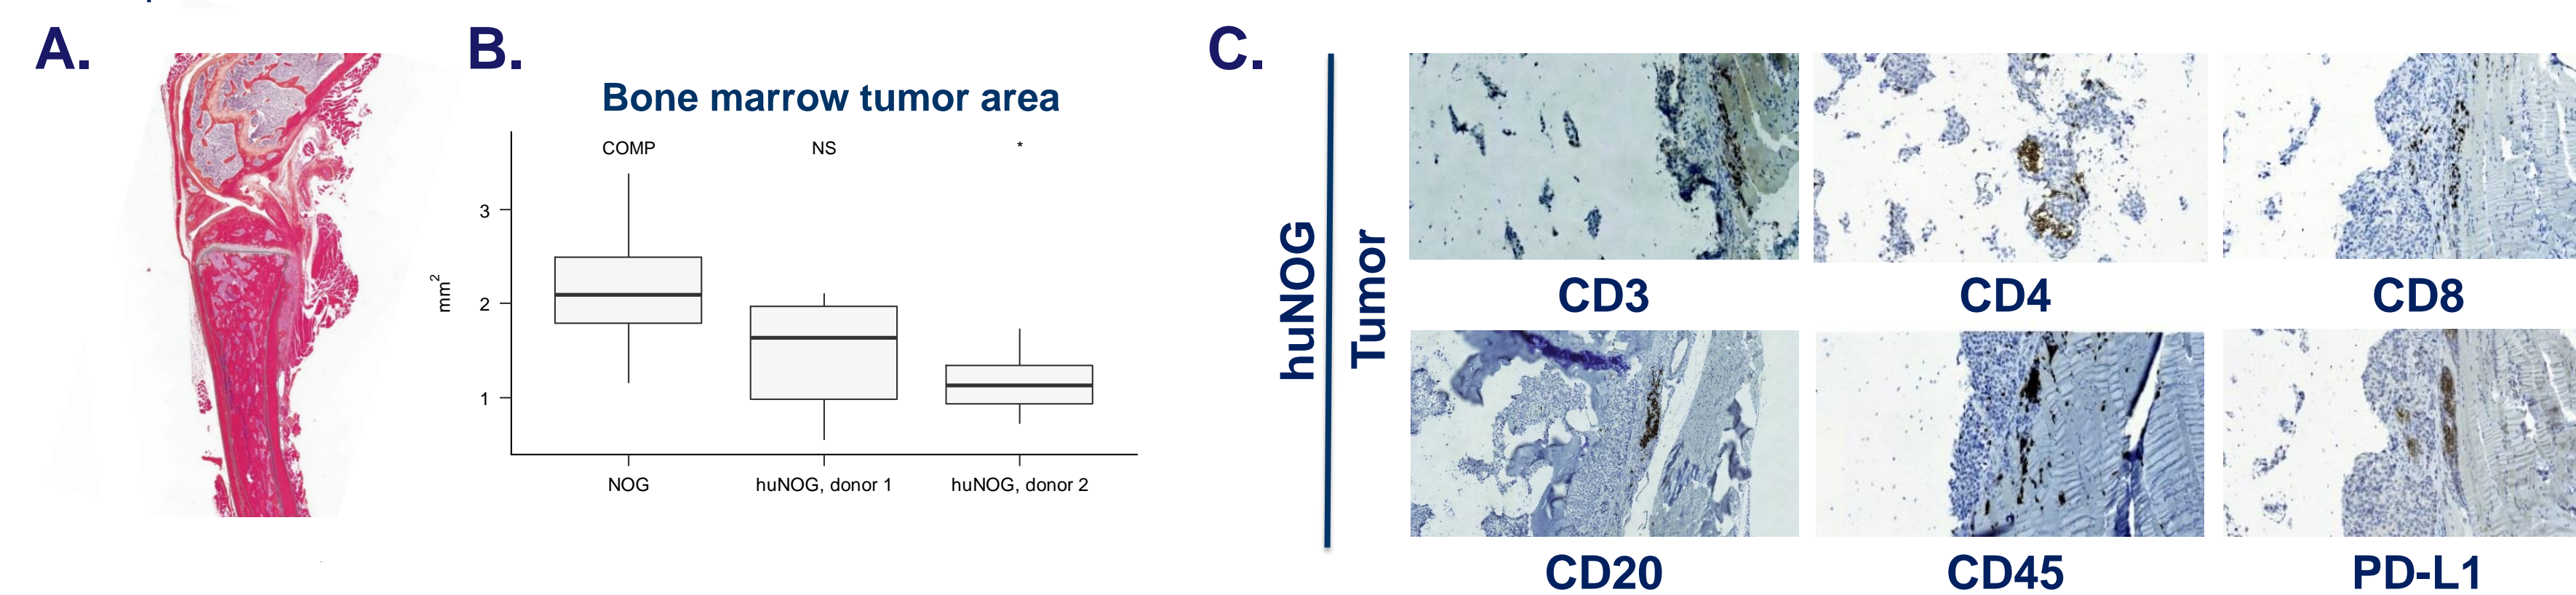 A.
B.
Bone marrow tumor area
COMP
NS
*
3
2
1
mm²
NOG
huNOG, donor 1
huNOG, donor 2
C.
huNOG
Tumor
CD3
CD4
CD8
CD20
CD45
PD-L1